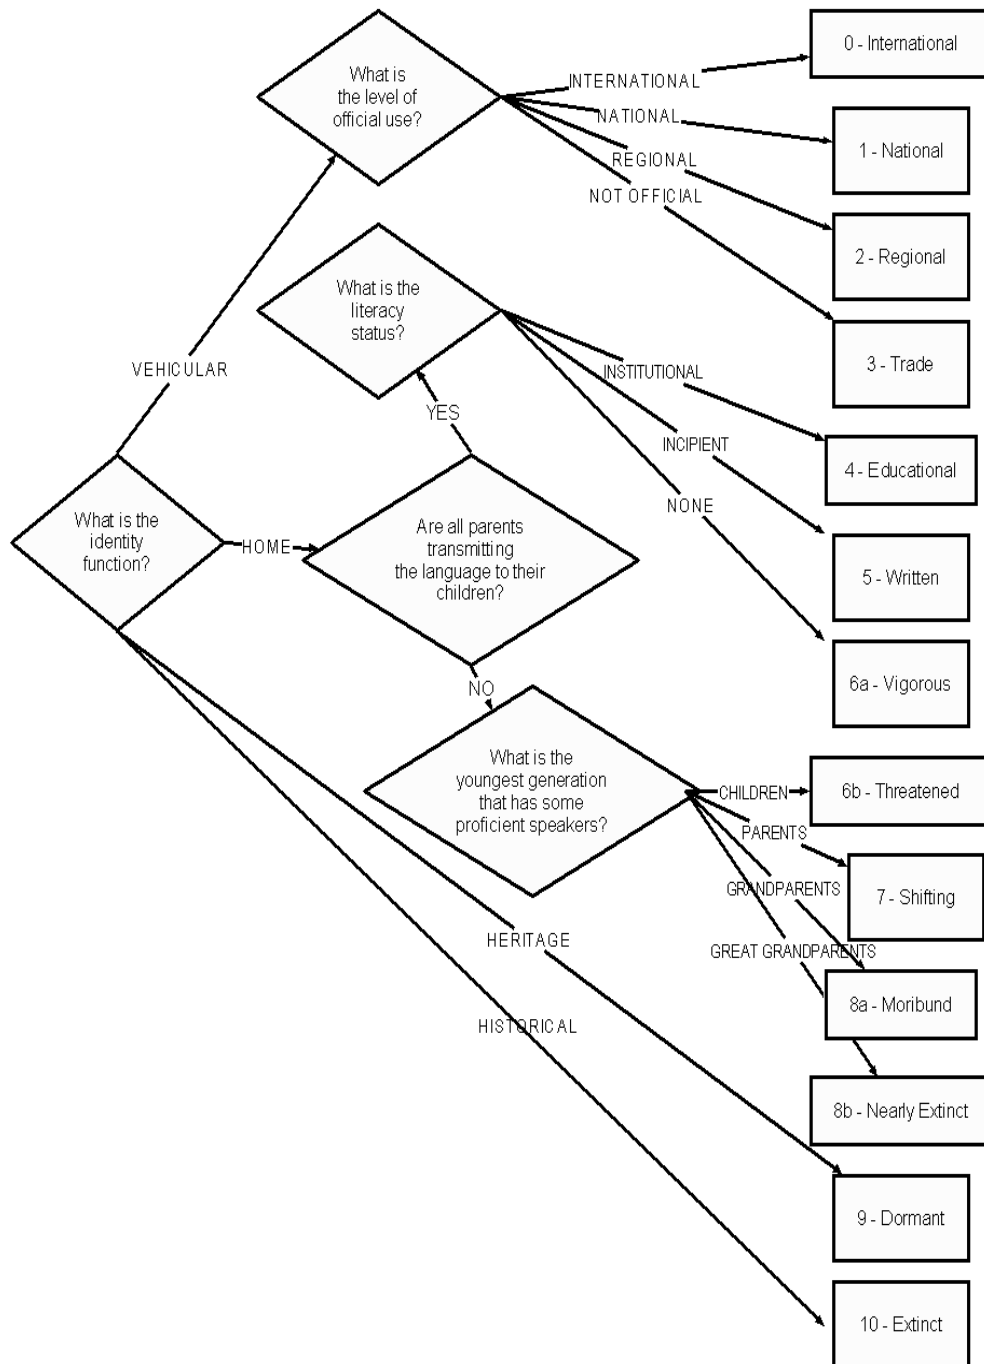 What is
the level of
official use?
INTERNATIONAL
NATIONAL
REGIONAL
NOT OFFICIAL
0 - International
1 - National
2 - Regional
3 - Trade
What is the
literacy
status?
INSTITUTIONAL
INCIPIENT
NONE
4 - Educational
5 - Written
6a - Vigorous
VEHICULAR
YES
What is the
identity
function?
HOME
Are all parents
transmitting
the language to their
children?
NO
What is the
youngest generation
that has some
proficient speakers?
CHILDREN
PARENTS
GRANDPARENTS
GREAT GRANDPARENTS
6b - Threatened
7 - Shifting
8a - Moribund
8b - Nearly Extinct
HERITAGE
HISTORICAL
9 - Dormant
10 - Extinct